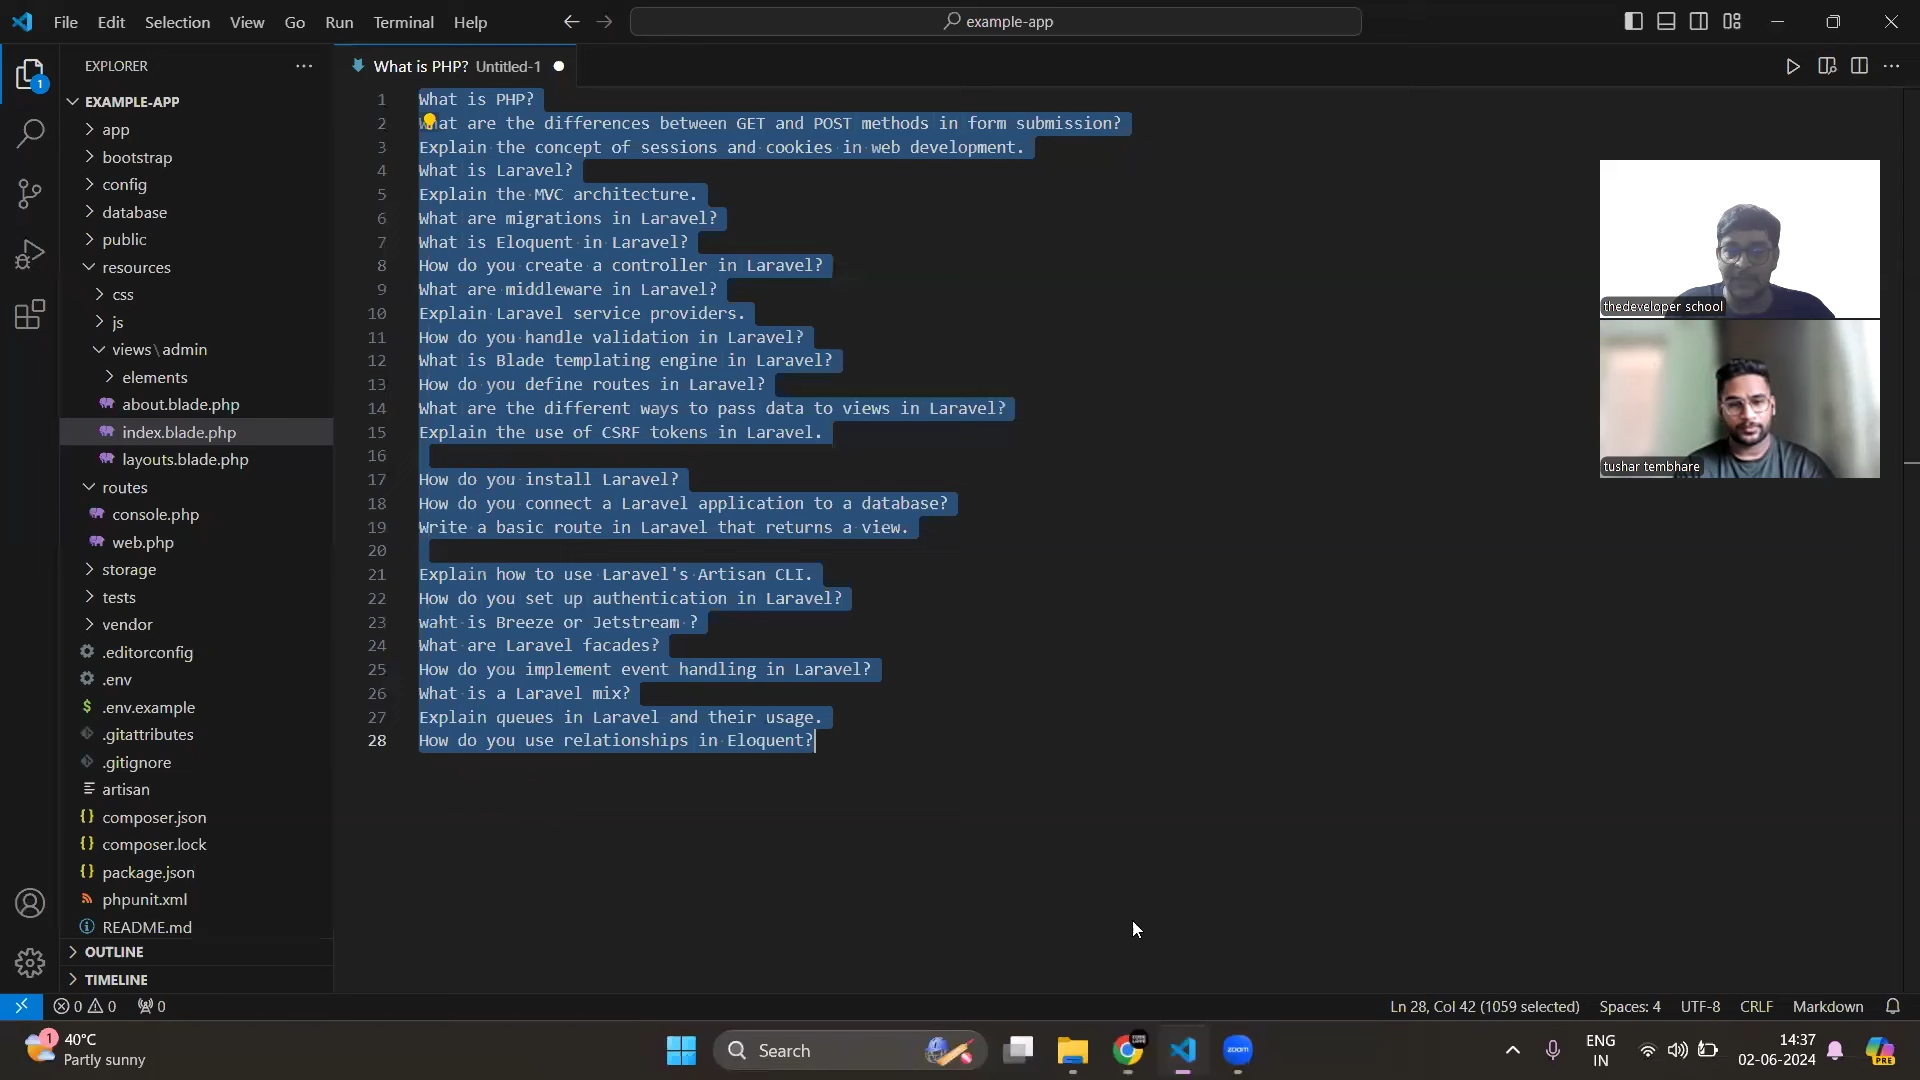 File Edit Selection View Go Run Terminal Help example-app
EXPLORER
EXAMPLE-APP
app
bootstrap
config
database
public
resources
css
js
views\admin
elements
about.blade.php
index.blade.php
layouts.blade.php
routes
console.php
web.php
storage
tests
vendor
.editorconfig
.env
.env.example
.gitattributes
.gitignore
artisan
composer.json
composer.lock
package.json
phpunit.xml
README.md
OUTLINE
TIMELINE
What is PHP? Untitled-1
1 What is PHP?
2 What are the differences between GET and POST methods in form submission?
3 Explain the concept of sessions and cookies in web development.
4 What is Laravel?
5 Explain the MVC architecture.
6 What are migrations in Laravel?
7 What is Eloquent in Laravel?
8 How do you create a controller in Laravel?
9 What are middleware in Laravel?
10 Explain Laravel service providers.
11 How do you handle validation in Laravel?
12 What is Blade templating engine in Laravel?
13 How do you define routes in Laravel?
14 What are the different ways to pass data to views in Laravel?
15 Explain the use of CSRF tokens in Laravel.
16
17 How do you install Laravel?
18 How do you connect a Laravel application to a database?
19 Write a basic route in Laravel that returns a view.
20
21 Explain how to use Laravel's Artisan CLI.
22 How do you set up authentication in Laravel?
23 waht is Breeze or Jetstream ?
24 What are Laravel facades?
25 How do you implement event handling in Laravel?
26 What is a Laravel mix?
27 Explain queues in Laravel and their usage.
28 How do you use relationships in Eloquent?
thedeveloper school
tushar tembhare
1
0 0 0
Ln 28, Col 42 (1059 selected) Spaces: 4 UTF-8 CRLF Markdown
1
40°C
Partly sunny
Search
zoom
ENG
IN
14:37
02-06-2024
PRE